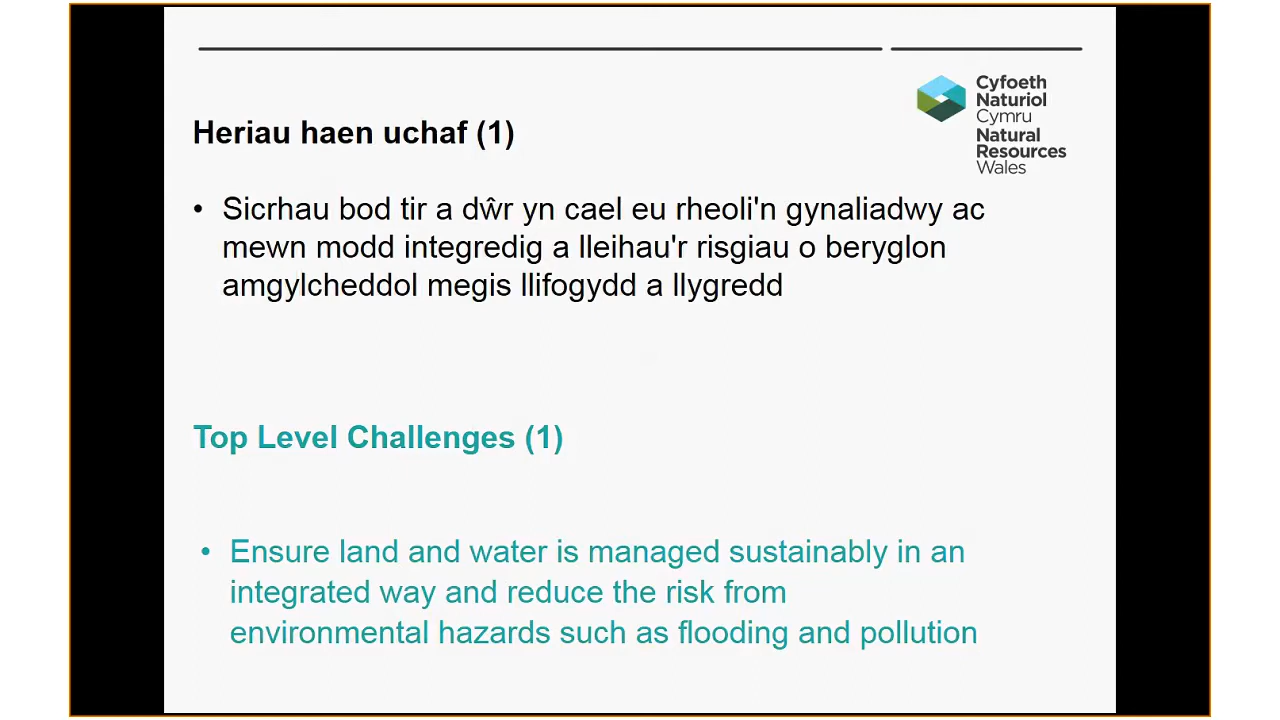 Cyfoeth
Naturiol
Cymru
Natural
Resources
Wales
Heriau haen uchaf (1)
• Sicrhau bod tir a dŵr yn cael eu rheoli'n gynaliadwy ac
mewn modd integredig a lleihau'r risgiau o beryglon
amgylcheddol megis llifogydd a llygredd
Top Level Challenges (1)
• Ensure land and water is managed sustainably in an
integrated way and reduce the risk from
environmental hazards such as flooding and pollution